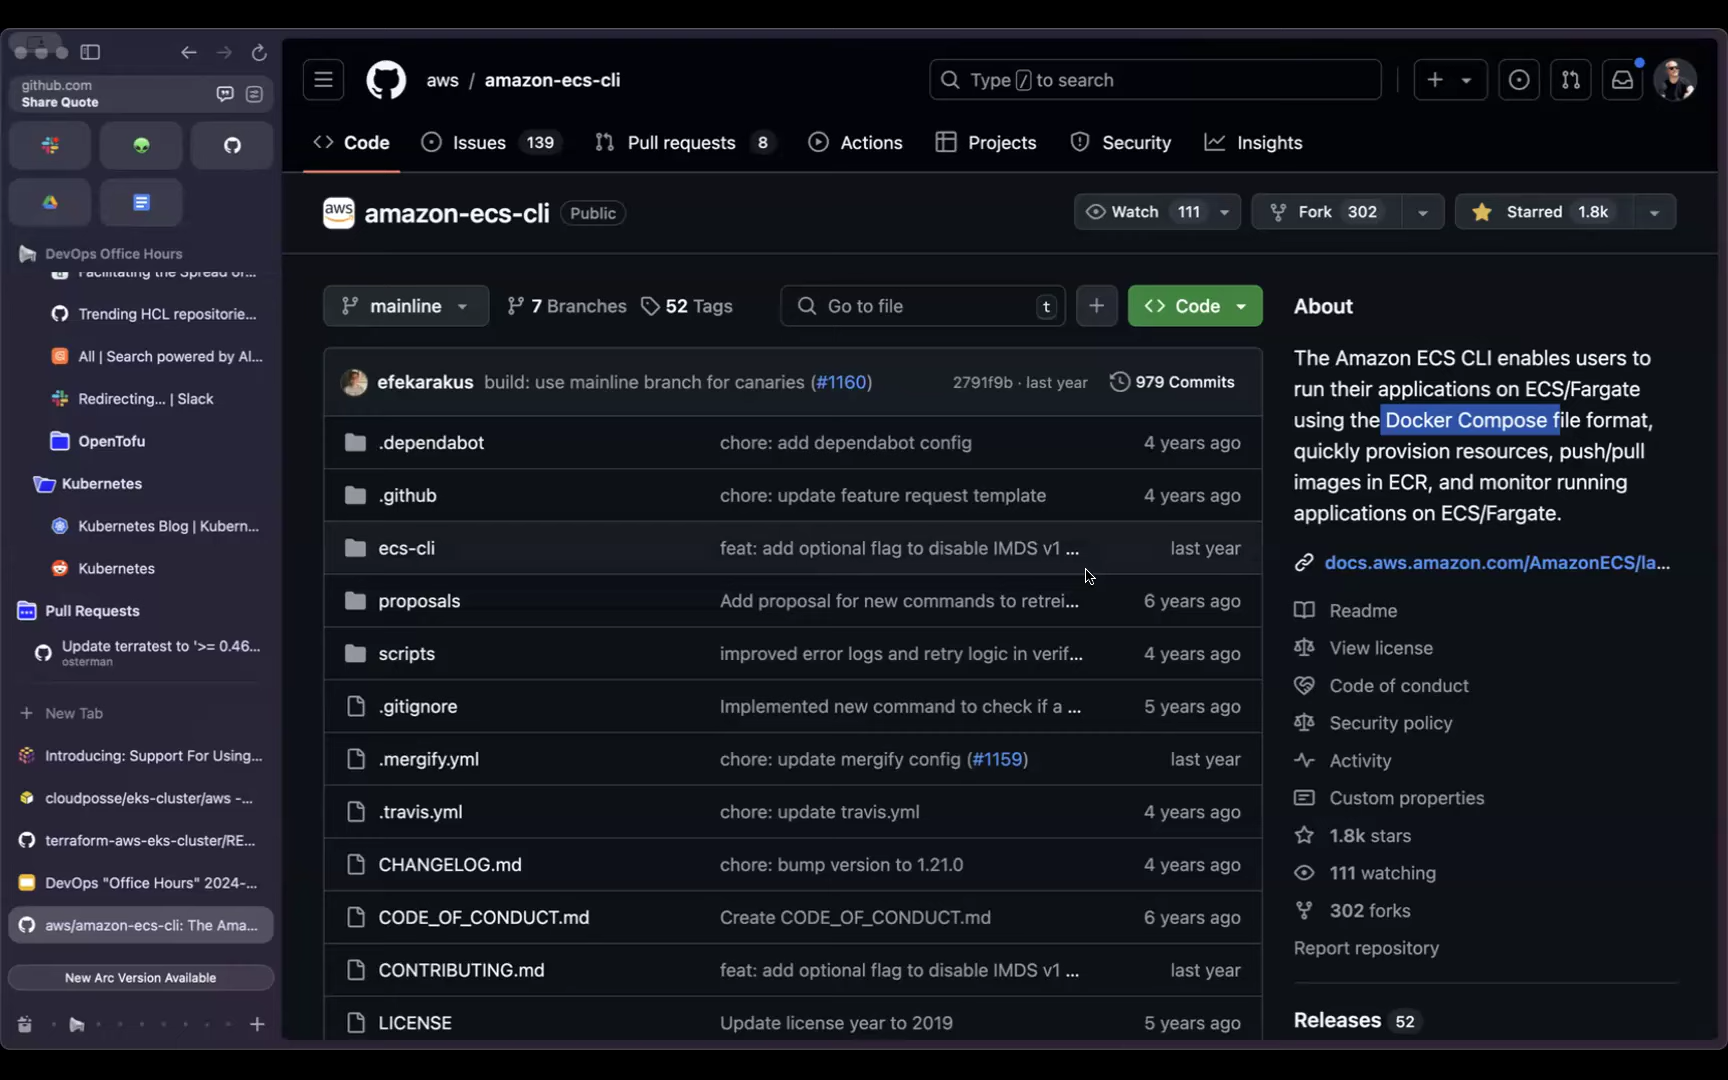 github.com
Share Quote
DevOps Office Hours
Facilitating the Spread of...
Trending HCL repositorie...
All | Search powered by Al...
Redirecting... | Slack
OpenTofu
Kubernetes
Kubernetes Blog | Kubern...
Kubernetes
Pull Requests
Update terratest to '>= 0.46...
osterman
+ New Tab
Introducing: Support For Using...
cloudposse/eks-cluster/aws -...
terraform-aws-eks-cluster/RE...
DevOps "Office Hours" 2024-...
aws/amazon-ecs-cli: The Ama...
New Arc Version Available
aws / amazon-ecs-cli
Type / to search
Code
Issues 139
Pull requests 8
Actions
Projects
Security
Insights
aws
amazon-ecs-cli Public
Watch 111
Fork 302
Starred 1.8k
mainline
7 Branches
52 Tags
Go to file t
Code
efekarakus build: use mainline branch for canaries (#1160) 2791f9b · last year 979 Commits
.dependabot chore: add dependabot config 4 years ago
.github chore: update feature request template 4 years ago
ecs-cli feat: add optional flag to disable IMDS v1 ... last year
proposals Add proposal for new commands to retrei... 6 years ago
scripts improved error logs and retry logic in verif... 4 years ago
.gitignore Implemented new command to check if a ... 5 years ago
.mergify.yml chore: update mergify config (#1159) last year
.travis.yml chore: update travis.yml 4 years ago
CHANGELOG.md chore: bump version to 1.21.0 4 years ago
CODE_OF_CONDUCT.md Create CODE_OF_CONDUCT.md 6 years ago
CONTRIBUTING.md feat: add optional flag to disable IMDS v1 ... last year
LICENSE Update license year to 2019 5 years ago
About
The Amazon ECS CLI enables users to
run their applications on ECS/Fargate
using the Docker Compose file format,
quickly provision resources, push/pull
images in ECR, and monitor running
applications on ECS/Fargate.
docs.aws.amazon.com/AmazonECS/la...
Readme
View license
Code of conduct
Security policy
Activity
Custom properties
1.8k stars
111 watching
302 forks
Report repository
Releases 52